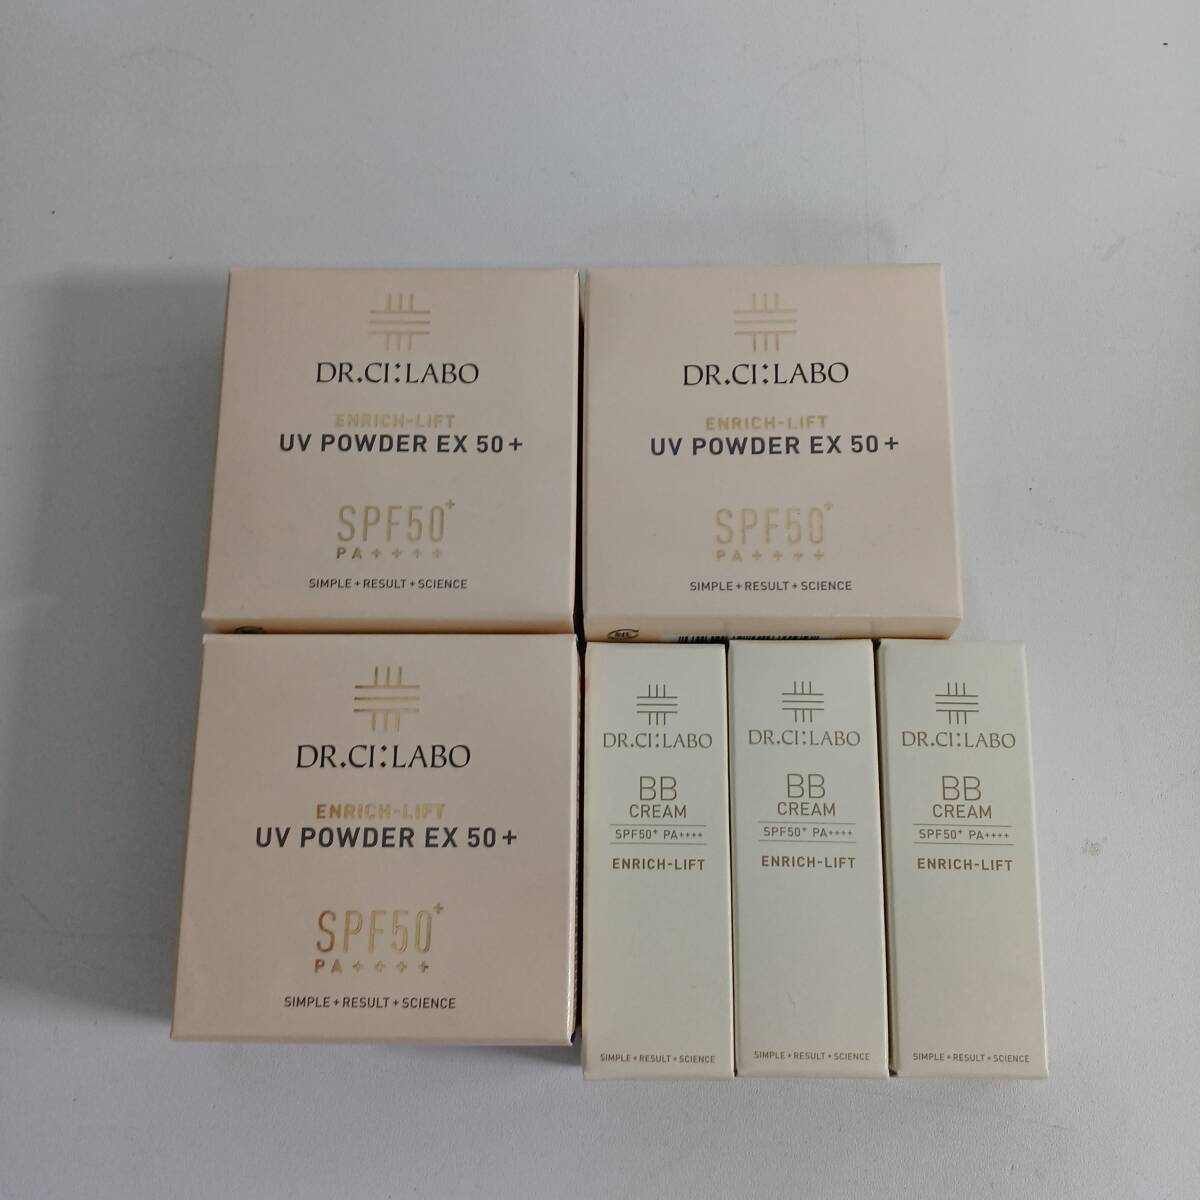 DR.CI:LABO
ENRICH-LIFT
UV POWDER EX 50+
SPF50+
PA++++
SIMPLE+RESULT+SCIENCE
DR.CI:LABO
ENRICH-LIFT
UV POWDER EX 50+
SPF50+
PA++++
SIMPLE+RESULT+SCIENCE
DR.CI:LABO
ENRICH-LIFT
UV POWDER EX 50+
SPF50+
PA++++
SIMPLE+RESULT+SCIENCE
DR.CI:LABO
BB
CREAM
SPF50+ PA++++
ENRICH-LIFT
SIMPLE+RESULT+SCIENCE
DR.CI:LABO
BB
CREAM
SPF50+ PA++++
ENRICH-LIFT
SIMPLE+RESULT+SCIENCE
DR.CI:LABO
BB
CREAM
SPF50+ PA++++
ENRICH-LIFT
SIMPLE+RESULT+SCIENCE